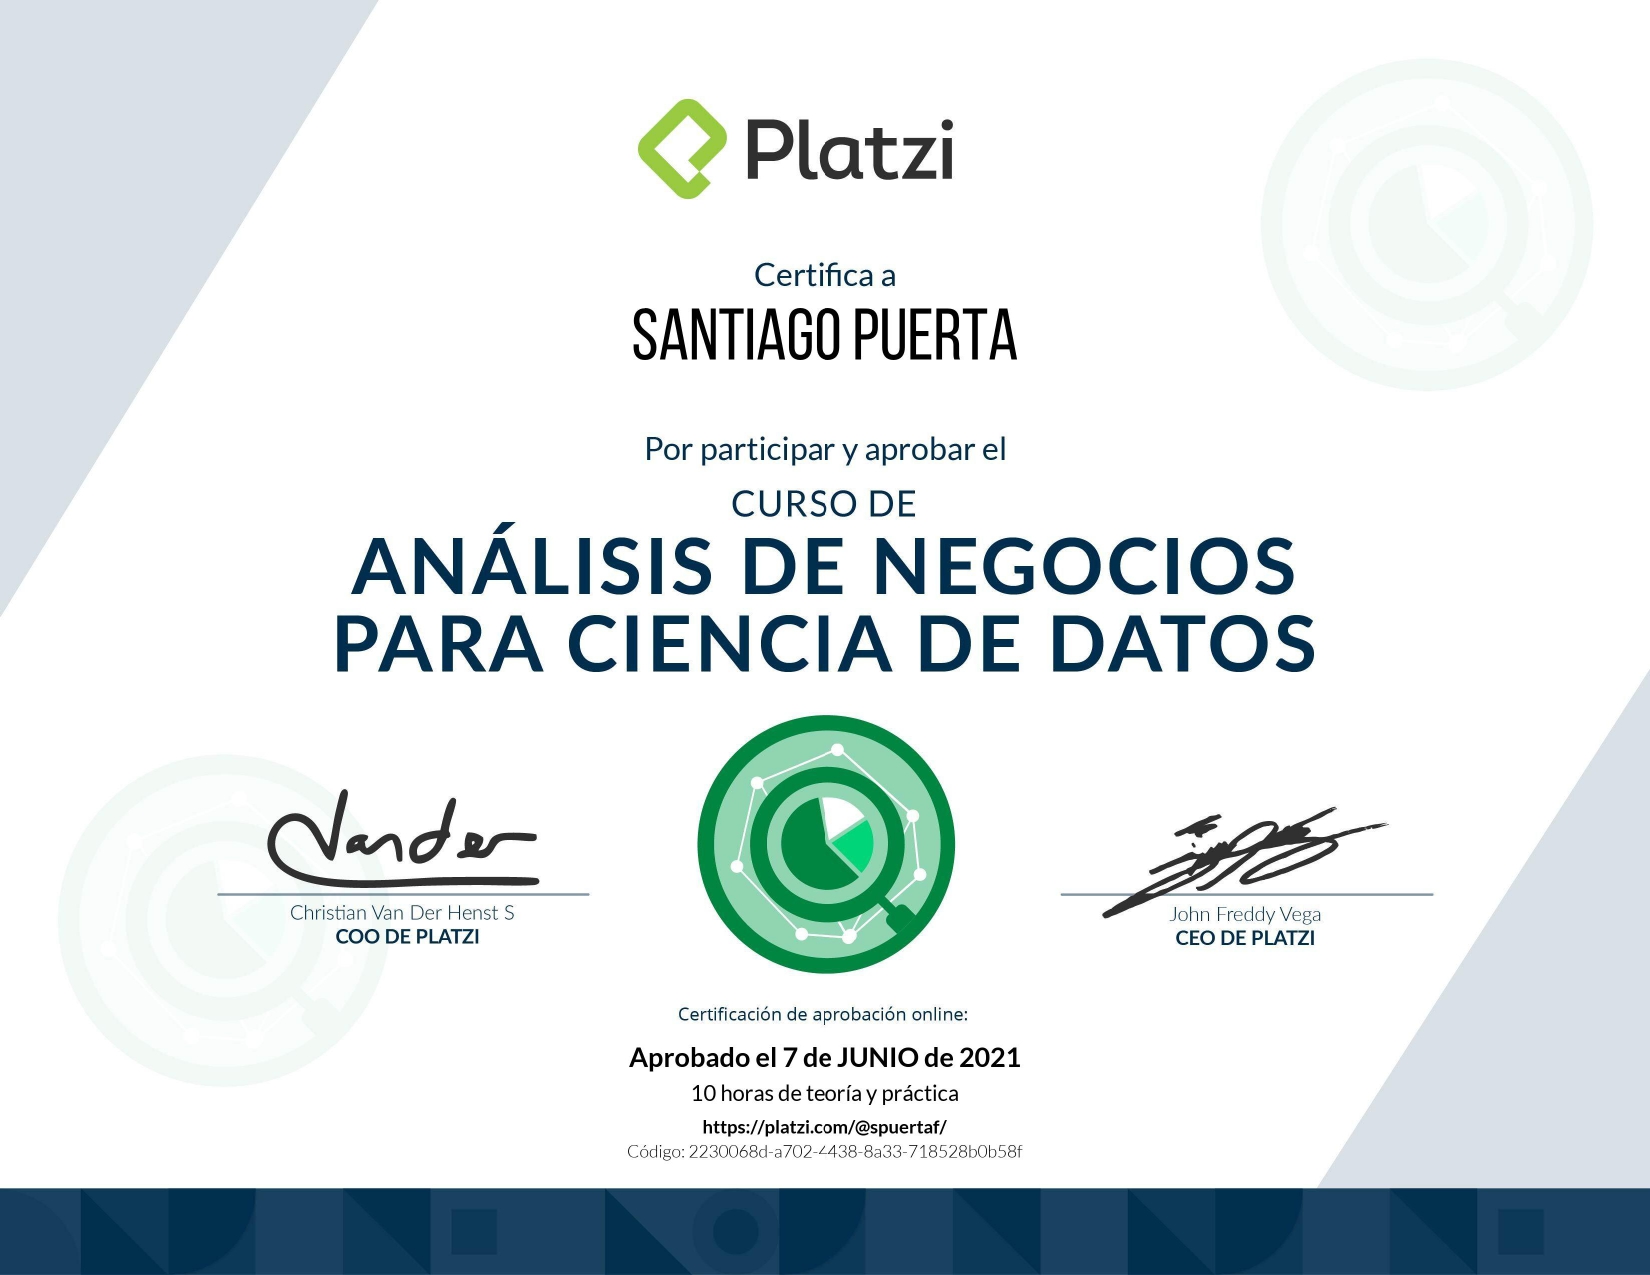 Platzi
Certifica a
SANTIAGO PUERTA
Por participar y aprobar el
CURSO DE
ANÁLISIS DE NEGOCIOS
PARA CIENCIA DE DATOS
Vander
Christian Van Der Henst S
COO DE PLATZI
John Freddy Vega
CEO DE PLATZI
Certificación de aprobación online:
Aprobado el 7 de JUNIO de 2021
10 horas de teoría y práctica
https://platzi.com/@spuertaf/
Código: 2230068d-a702-4438-8a33-718528b0b58f